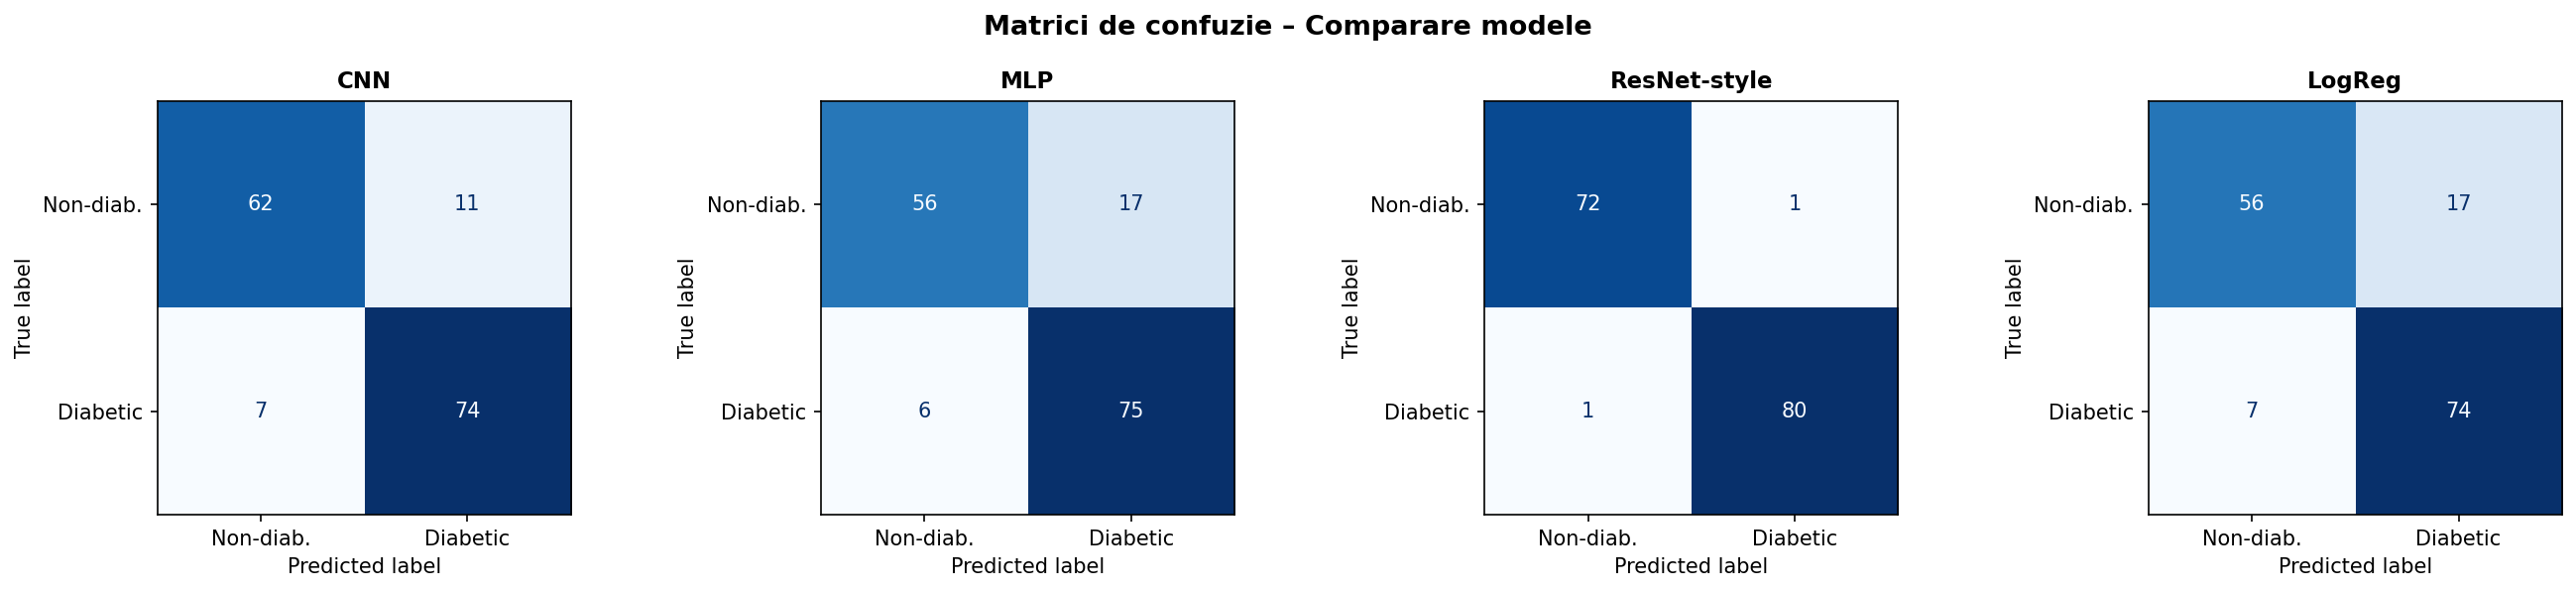 Matrici de confuzie – Comparare modele
CNN
True label
Non-diab.
62
11
Diabetic
7
74
Non-diab.
Diabetic
Predicted label
MLP
True label
Non-diab.
56
17
Diabetic
6
75
Non-diab.
Diabetic
Predicted label
ResNet-style
True label
Non-diab.
72
1
Diabetic
1
80
Non-diab.
Diabetic
Predicted label
LogReg
True label
Non-diab.
56
17
Diabetic
7
74
Non-diab.
Diabetic
Predicted label